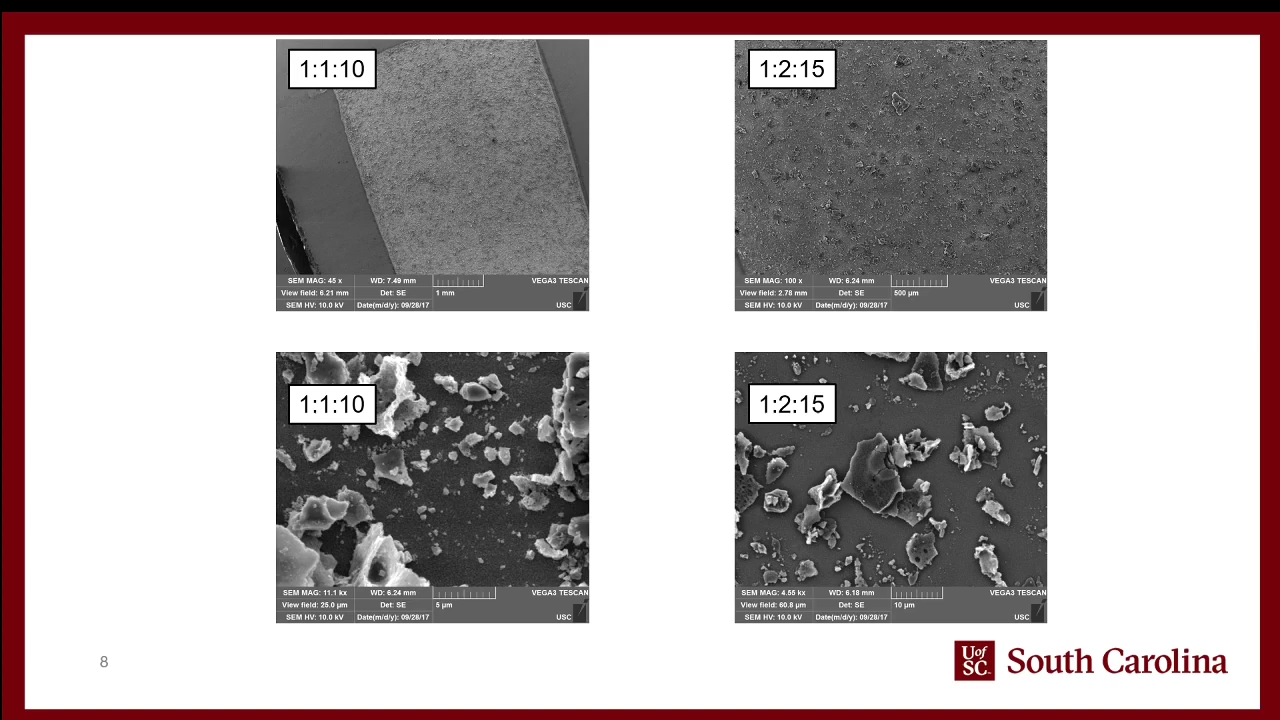 1:1:10
SEM MAG: 45 x WD: 7.49 mm VEGA3 TESCAN
View field: 6.21 mm Det: SE 1 mm
SEM HV: 10.0 kV Date(m/d/y): 09/28/17 USC
1:2:15
SEM MAG: 100 x WD: 6.24 mm VEGA3 TESCAN
View field: 2.78 mm Det: SE 500 µm
SEM HV: 10.0 kV Date(m/d/y): 09/28/17 USC
1:1:10
SEM MAG: 11.1 kx WD: 6.24 mm VEGA3 TESCAN
View field: 25.0 µm Det: SE 5 µm
SEM HV: 10.0 kV Date(m/d/y): 09/28/17 USC
1:2:15
SEM MAG: 4.55 kx WD: 6.18 mm VEGA3 TESCAN
View field: 60.8 µm Det: SE 10 µm
SEM HV: 10.0 kV Date(m/d/y): 09/28/17 USC
8
UofSC South Carolina